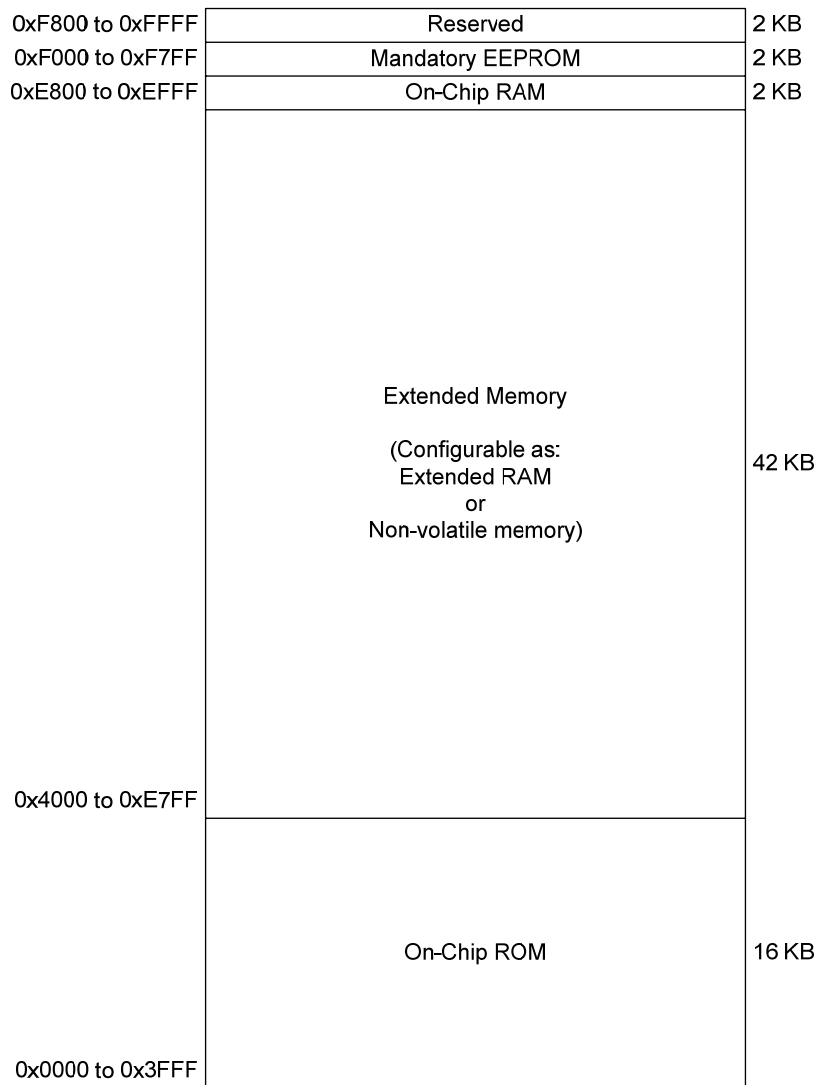 0xF800 to 0xFFFF Reserved 2 KB
0xF000 to 0xF7FF Mandatory EEPROM 2 KB
0xE800 to 0xEFFF On-Chip RAM 2 KB
Extended Memory
(Configurable as:
Extended RAM
or
Non-volatile memory)
42 KB
0x4000 to 0xE7FF
On-Chip ROM 16 KB
0x0000 to 0x3FFF